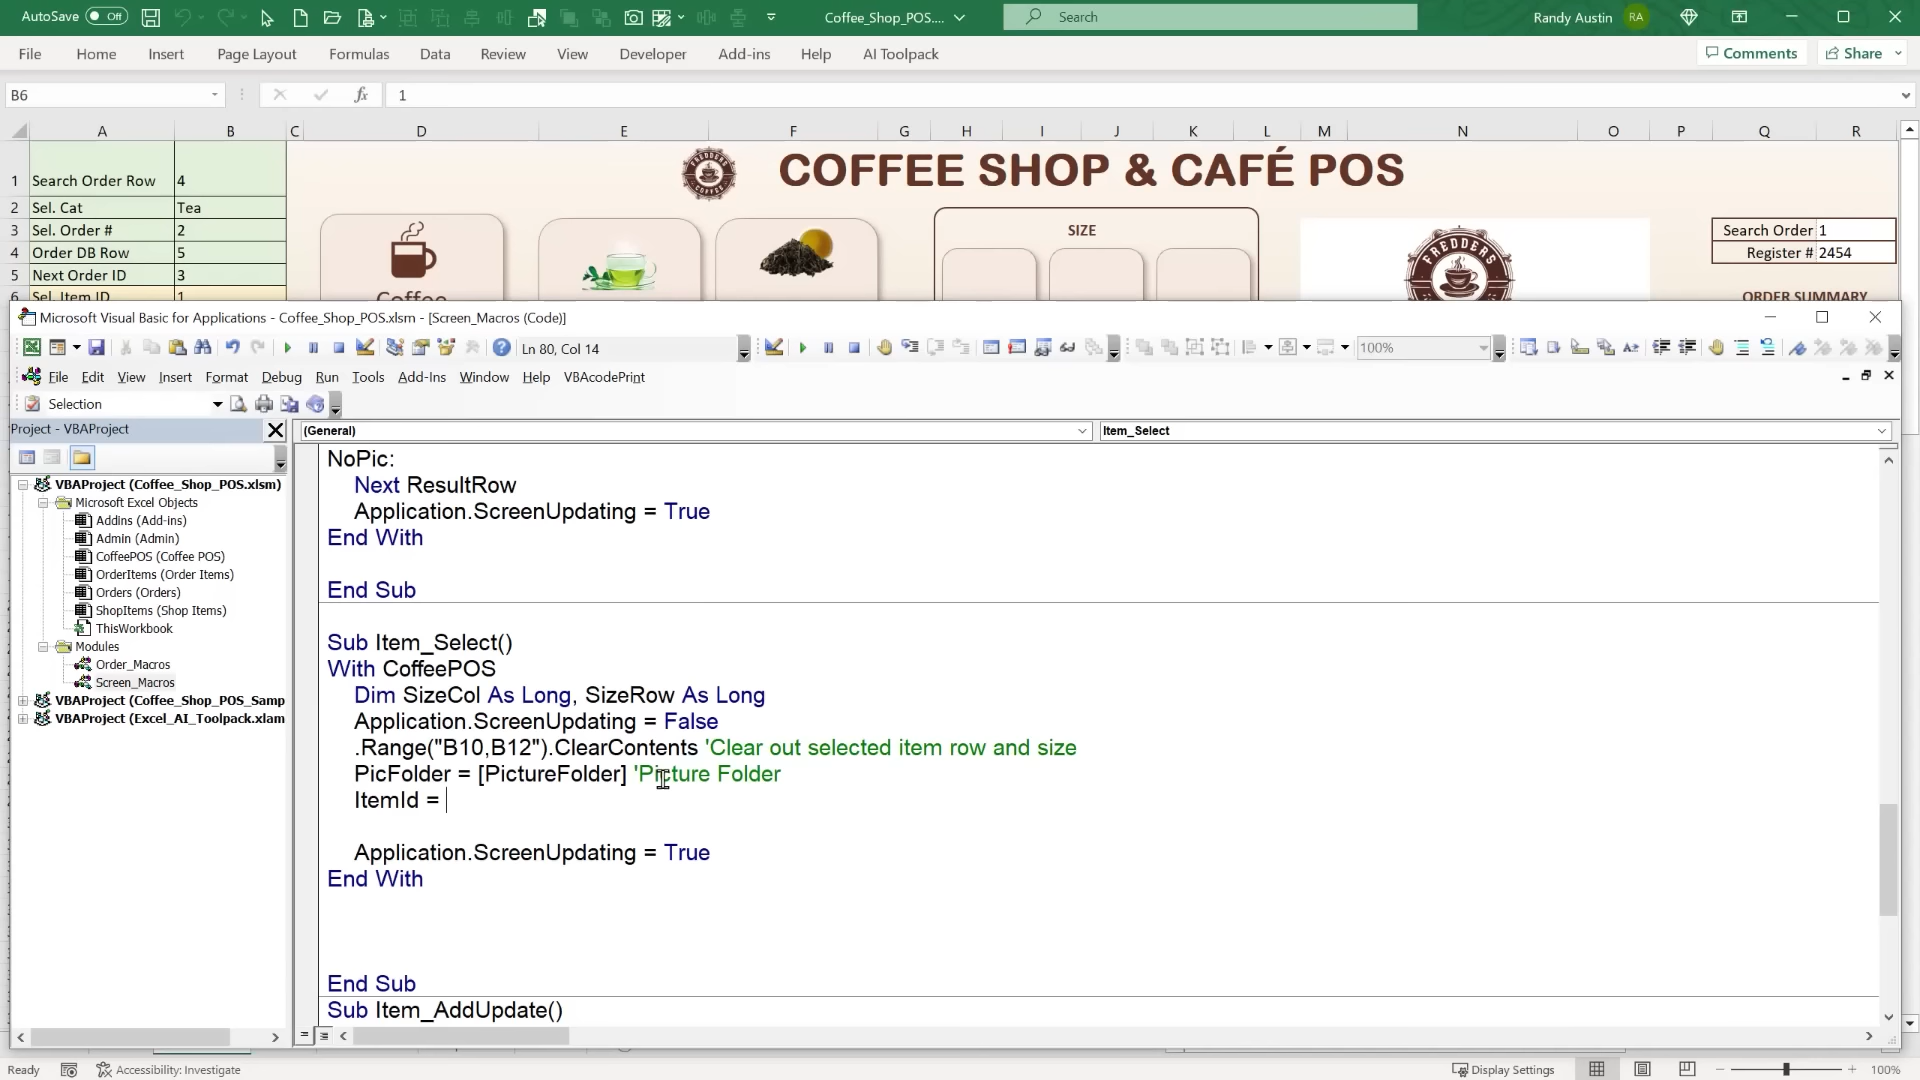 AutoSave Off Coffee_Shop_POS.... Search Randy Austin RA
File Home Insert Page Layout Formulas Data Review View Developer Add-ins Help AI Toolpack Comments Share
B6 fx 1
A B C D E F G H I J K L M N O P Q R
1 Search Order Row 4
COFFEE SHOP & CAFÉ POS
2 Sel. Cat Tea
3 Sel. Order # 2
SIZE
FREDDERS
Search Order 1
4 Order DB Row 5
Register # 2454
5 Next Order ID 3
6 Sel. Item ID 1
Coffee
ORDER SUMMARY
Microsoft Visual Basic for Applications - Coffee_Shop_POS.xlsm - [Screen_Macros (Code)]
Ln 80, Col 14 100%
File Edit View Insert Format Debug Run Tools Add-Ins Window Help VBAcodePrint
Selection
Project - VBAProject
(General) Item_Select
VBAProject (Coffee_Shop_POS.xlsm)
Microsoft Excel Objects
AddIns (Add-ins)
Admin (Admin)
CoffeePOS (Coffee POS)
OrderItems (Order Items)
Orders (Orders)
ShopItems (Shop Items)
ThisWorkbook
Modules
Order_Macros
Screen_Macros
VBAProject (Coffee_Shop_POS_Samp
VBAProject (Excel_AI_Toolpack.xlam
NoPic:
Next ResultRow
Application.ScreenUpdating = True
End With
End Sub
Sub Item_Select()
With CoffeePOS
Dim SizeCol As Long, SizeRow As Long
Application.ScreenUpdating = False
.Range("B10,B12").ClearContents 'Clear out selected item row and size
PicFolder = [PictureFolder] 'Picture Folder
ItemId =
Application.ScreenUpdating = True
End With
End Sub
Sub Item_AddUpdate()
Ready Accessibility: Investigate Display Settings 100%